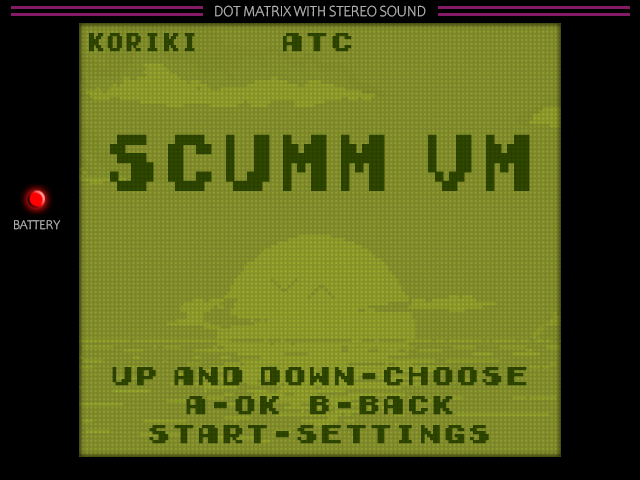 DOT MATRIX WITH STEREO SOUND
KORIKI ATC
SCUMM VM
BATTERY
UP AND DOWN-CHOOSE
A-OK B-BACK
START-SETTINGS